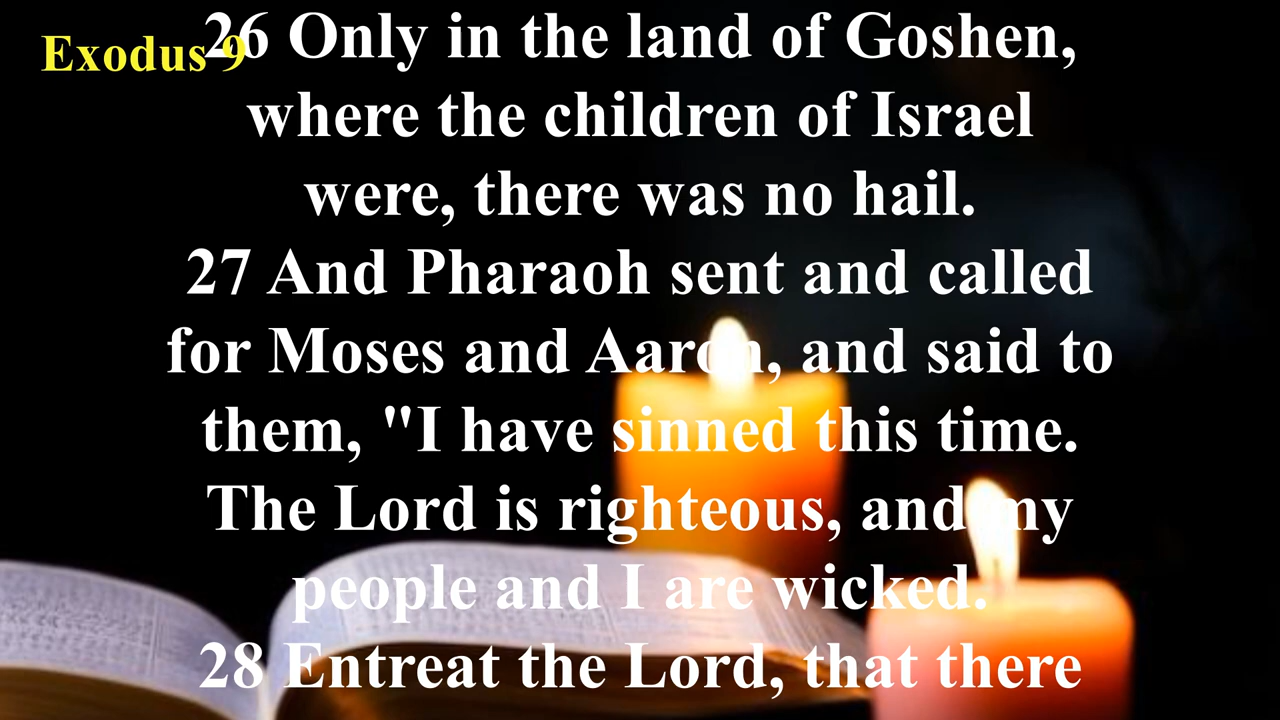 Exodus 9
26 Only in the land of Goshen,
where the children of Israel
were, there was no hail.
27 And Pharaoh sent and called
for Moses and Aaron, and said to
them, "I have sinned this time.
The Lord is righteous, and my
people and I are wicked.
28 Entreat the Lord, that there